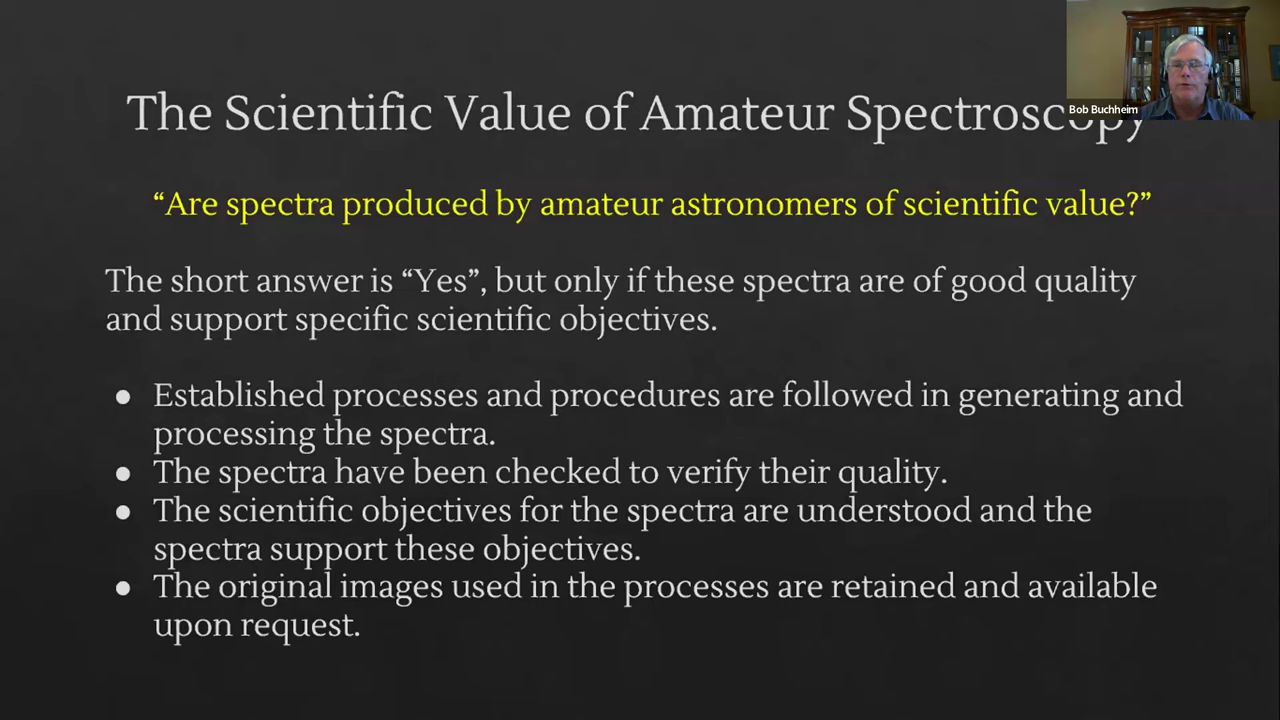 The Scientific Value of Amateur Spectroscopy
Bob Buchheim
“Are spectra produced by amateur astronomers of scientific value?”
The short answer is “Yes”, but only if these spectra are of good quality
and support specific scientific objectives.
● Established processes and procedures are followed in generating and
processing the spectra.
● The spectra have been checked to verify their quality.
● The scientific objectives for the spectra are understood and the
spectra support these objectives.
● The original images used in the processes are retained and available
upon request.